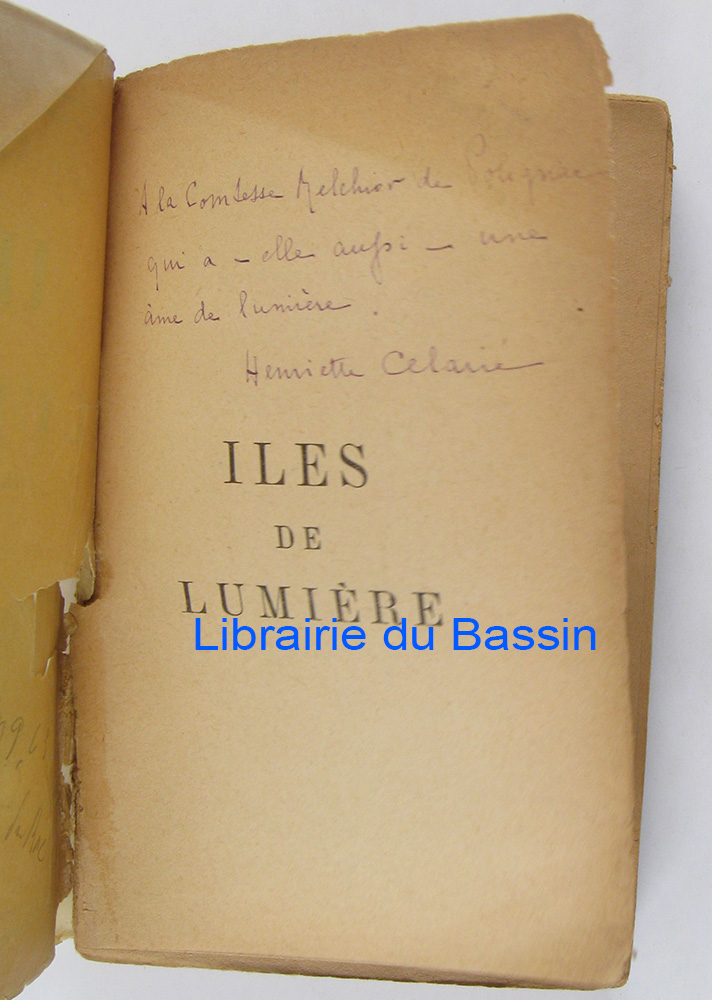 A la Comtesse Melchior de Polignac
qui a – elle aussi – une
âme de lumière.
Henriette Celarié
ILES
DE
LUMIÈRE
Librairie du Bassin